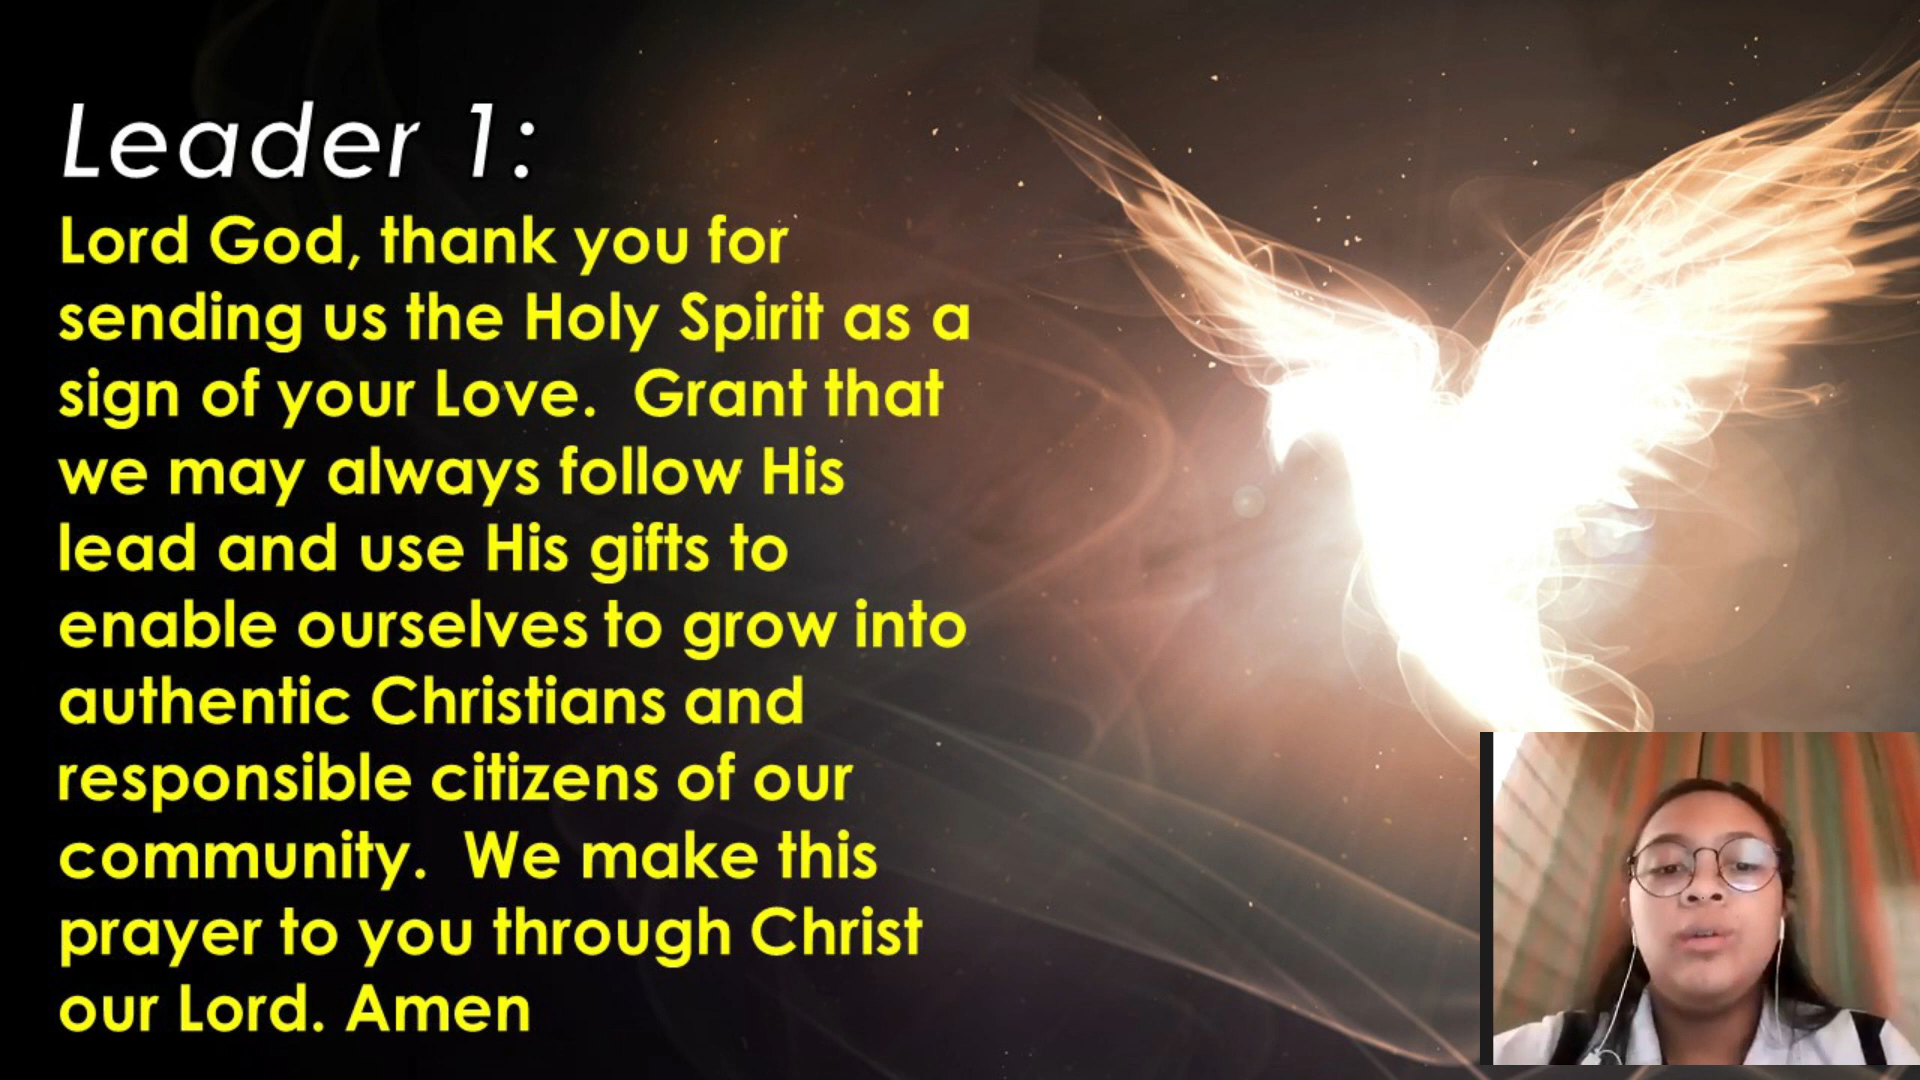 Leader 1:
Lord God, thank you for
sending us the Holy Spirit as a
sign of your Love.  Grant that
we may always follow His
lead and use His gifts to
enable ourselves to grow into
authentic Christians and
responsible citizens of our
community.  We make this
prayer to you through Christ
our Lord. Amen